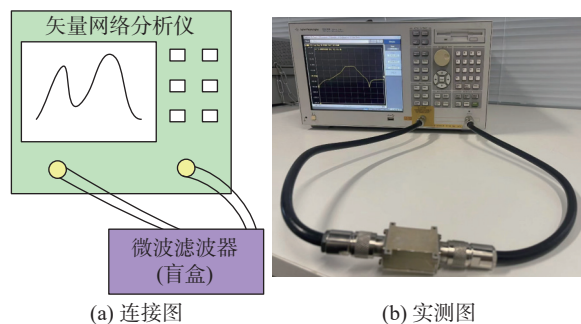 矢量网络分析仪
微波滤波器
(盲盒)
(a) 连接图
(b) 实测图